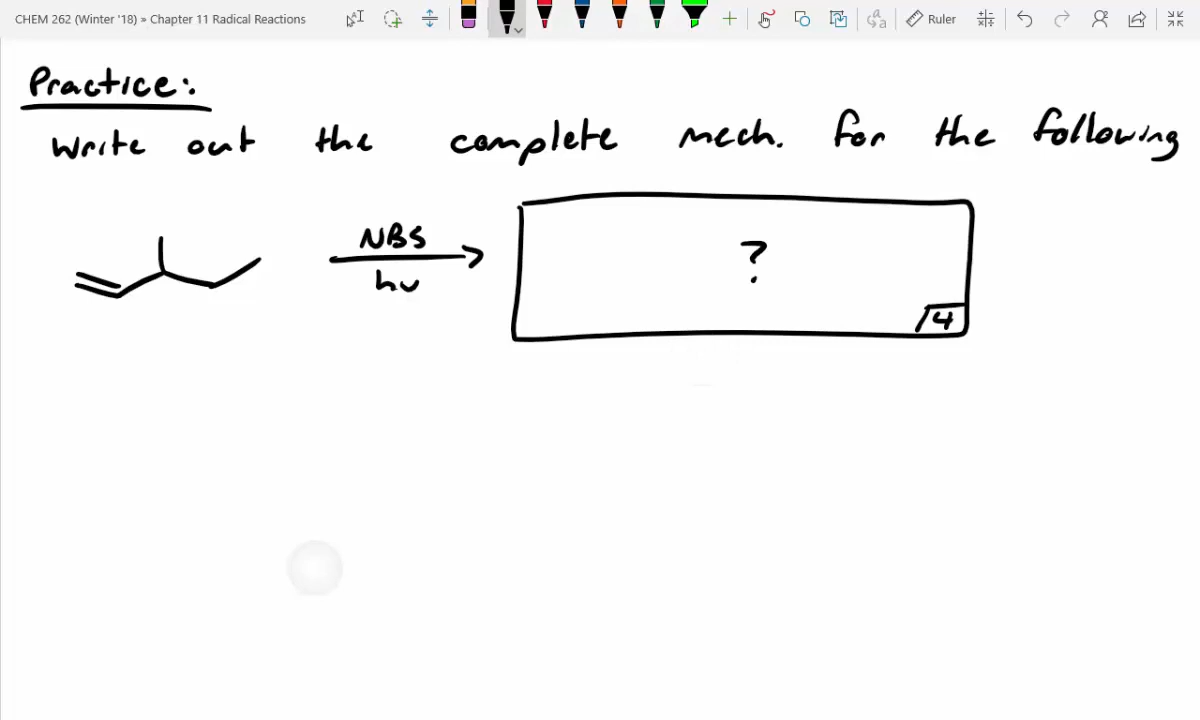 CHEM 262 (Winter '18) » Chapter 11 Radical Reactions Ruler
Practice:
Write out the complete mech. for the following
NBS
hν
?
4